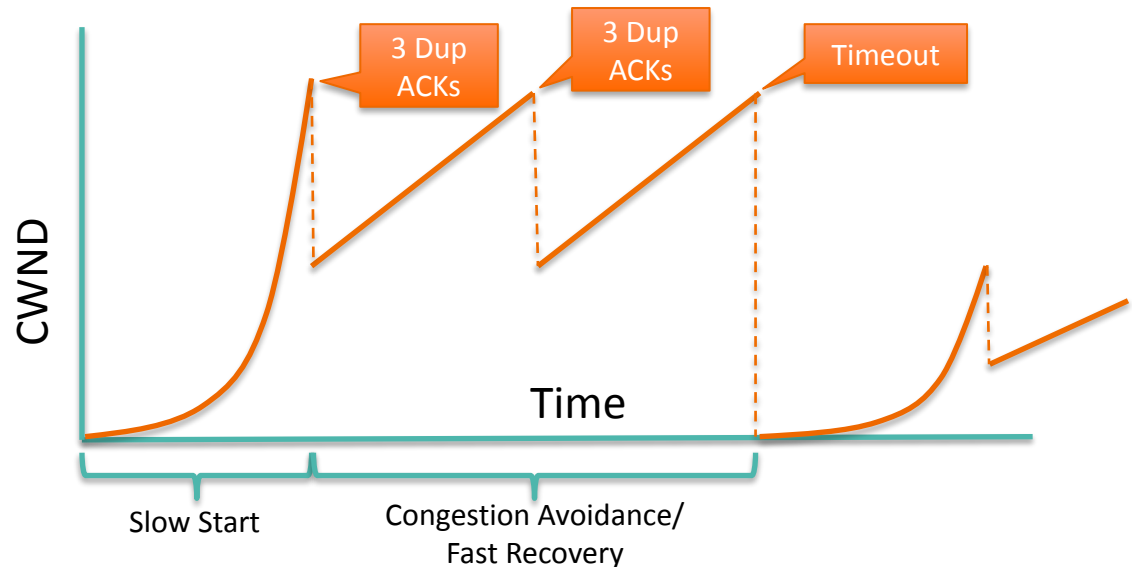 3 Dup
ACKs
3 Dup
ACKs
Timeout
CWND
Time
Slow Start
Congestion Avoidance/
Fast Recovery